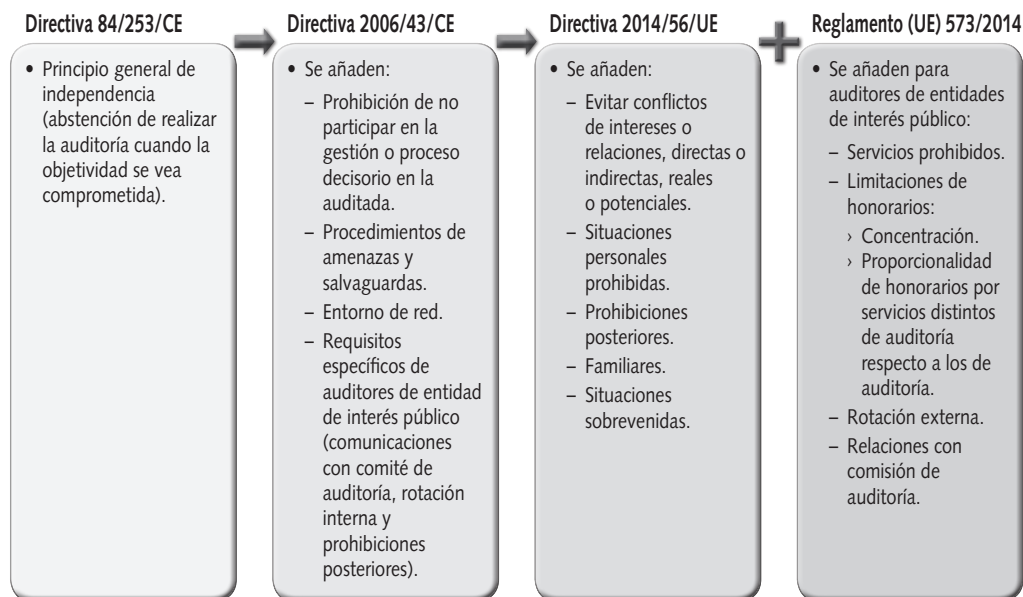 Directiva 84/253/CE
• Principio general de
independencia
(abstención de realizar
la auditoría cuando la
objetividad se vea
comprometida).
Directiva 2006/43/CE
• Se añaden:
– Prohibición de no
participar en la
gestión o proceso
decisorio en la
auditada.
– Procedimientos de
amenazas y
salvaguardas.
– Entorno de red.
– Requisitos
específicos de
auditores de entidad
de interés público
(comunicaciones
con comité de
auditoría, rotación
interna y
prohibiciones
posteriores).
Directiva 2014/56/UE
• Se añaden:
– Evitar conflictos
de intereses o
relaciones, directas o
indirectas, reales
o potenciales.
– Situaciones
personales
prohibidas.
– Prohibiciones
posteriores.
– Familiares.
– Situaciones
sobrevenidas.
Reglamento (UE) 573/2014
• Se añaden para
auditores de entidades
de interés público:
– Servicios prohibidos.
– Limitaciones de
honorarios:
› Concentración.
› Proporcionalidad
de honorarios por
servicios distintos
de auditoría
respecto a los de
auditoría.
– Rotación externa.
– Relaciones con
comisión de
auditoría.